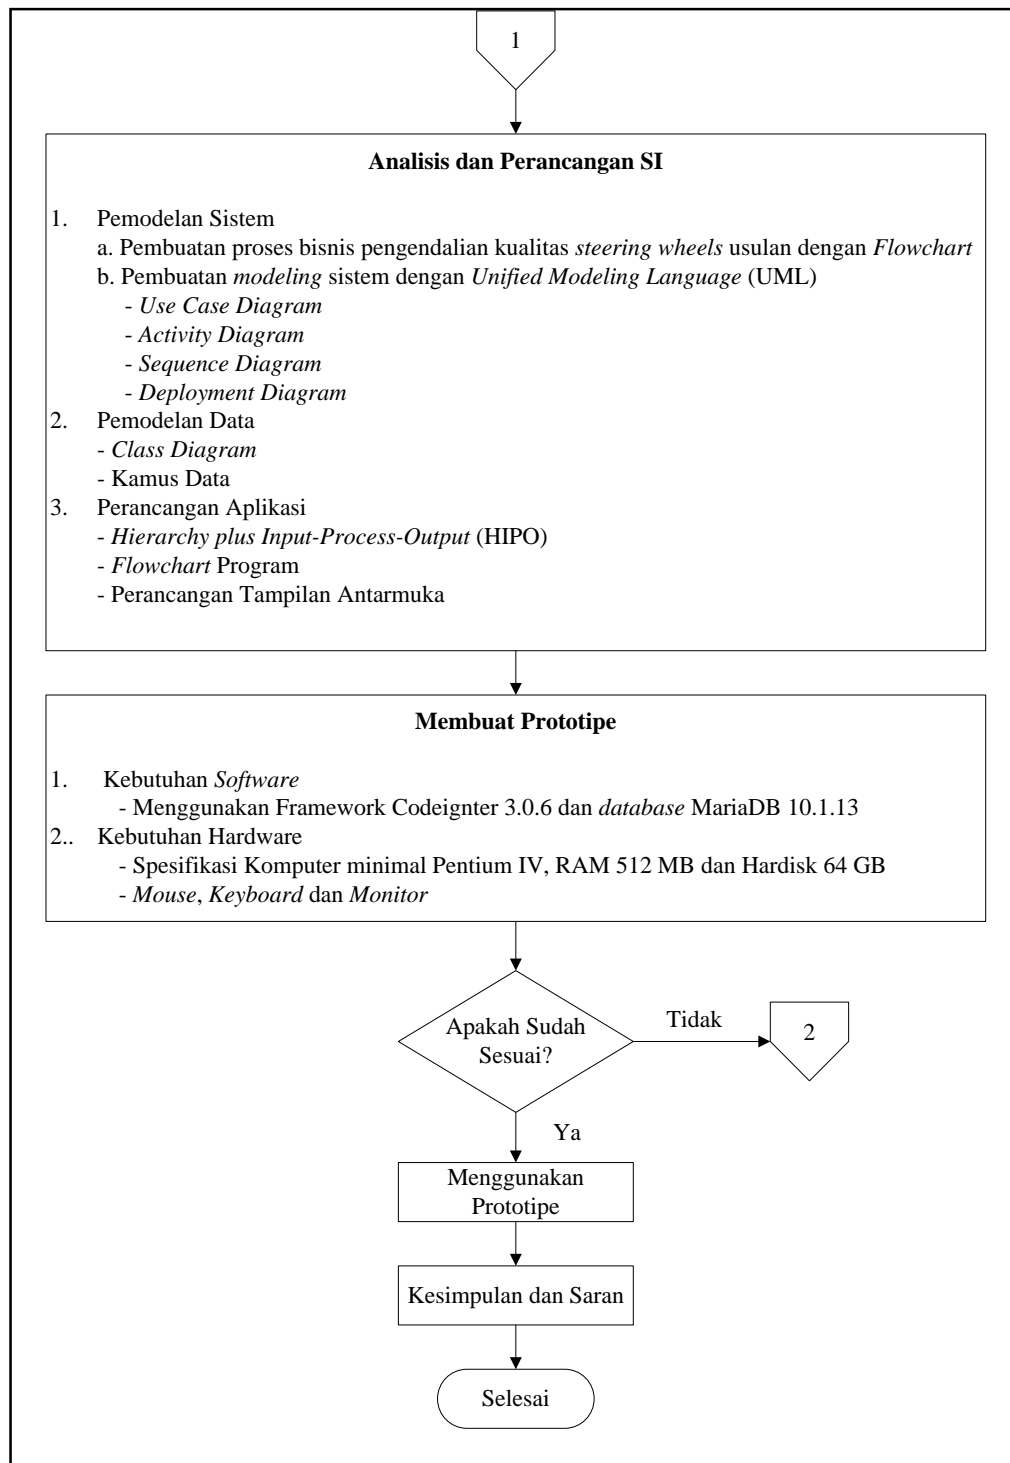 1
Analisis dan Perancangan SI
1. Pemodelan Sistem
a. Pembuatan proses bisnis pengendalian kualitas steering wheels usulan dengan Flowchart
b. Pembuatan modeling sistem dengan Unified Modeling Language (UML)
- Use Case Diagram
- Activity Diagram
- Sequence Diagram
- Deployment Diagram
2. Pemodelan Data
- Class Diagram
- Kamus Data
3. Perancangan Aplikasi
- Hierarchy plus Input-Process-Output (HIPO)
- Flowchart Program
- Perancangan Tampilan Antarmuka
Membuat Prototipe
1. Kebutuhan Software
- Menggunakan Framework Codeignter 3.0.6 dan database MariaDB 10.1.13
2.. Kebutuhan Hardware
- Spesifikasi Komputer minimal Pentium IV, RAM 512 MB dan Hardisk 64 GB
- Mouse, Keyboard dan Monitor
Apakah Sudah
Sesuai?
Tidak
2
Ya
Menggunakan
Prototipe
Kesimpulan dan Saran
Selesai